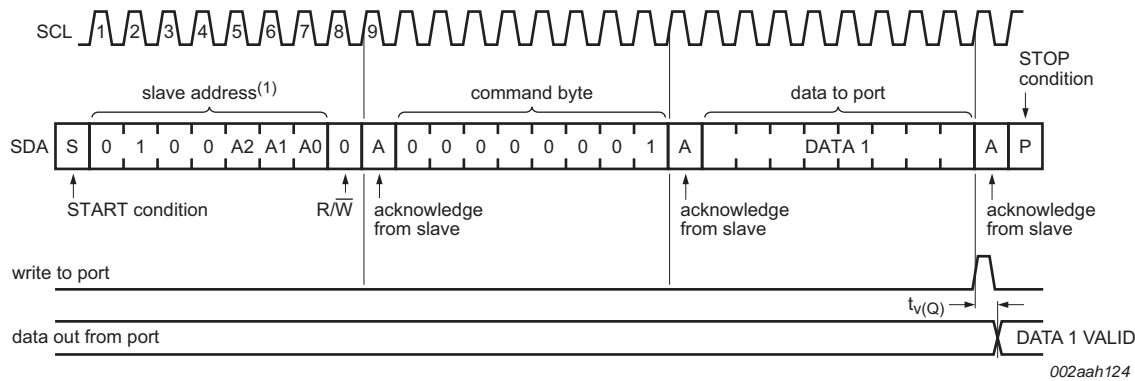 SCL 1 2 3 4 5 6 7 8 9
STOP
condition
slave address(1) command byte data to port
SDA S 0 1 0 0 A2 A1 A0 0 A 0 0 0 0 0 0 0 1 A DATA 1 A P
START condition R/W̅ acknowledge
from slave
acknowledge
from slave
acknowledge
from slave
write to port
tv(Q)
data out from port DATA 1 VALID
002aah124